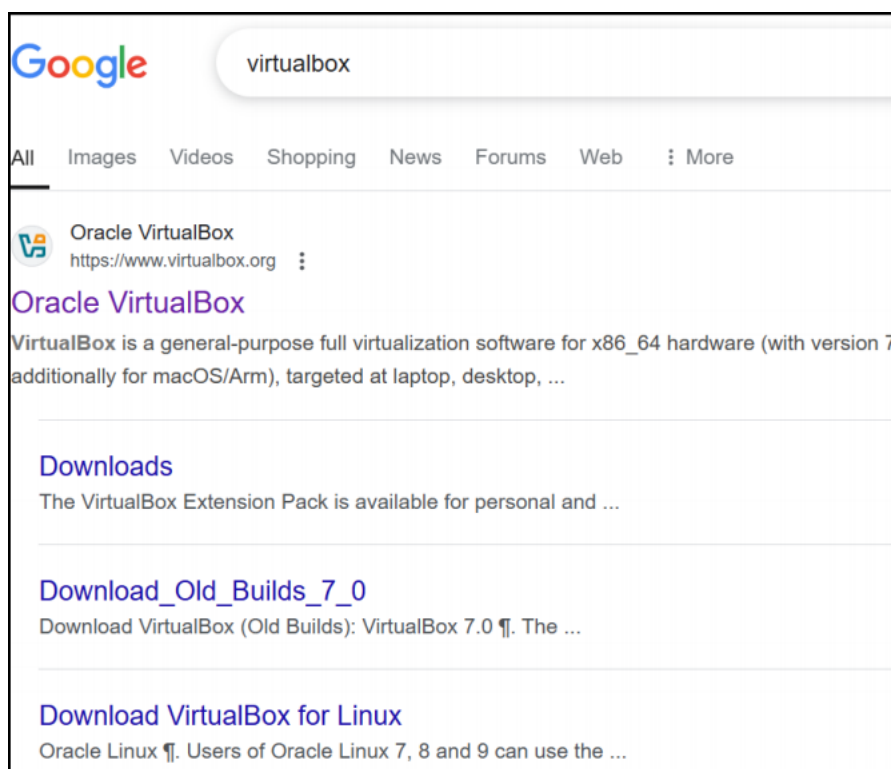 Google
virtualbox
All Images Videos Shopping News Forums Web More
Oracle VirtualBox
https://www.virtualbox.org
Oracle VirtualBox
VirtualBox is a general-purpose full virtualization software for x86_64 hardware (with version 7
additionally for macOS/Arm), targeted at laptop, desktop, ...
Downloads
The VirtualBox Extension Pack is available for personal and ...
Download_Old_Builds_7_0
Download VirtualBox (Old Builds): VirtualBox 7.0 ¶. The ...
Download VirtualBox for Linux
Oracle Linux ¶. Users of Oracle Linux 7, 8 and 9 can use the ...